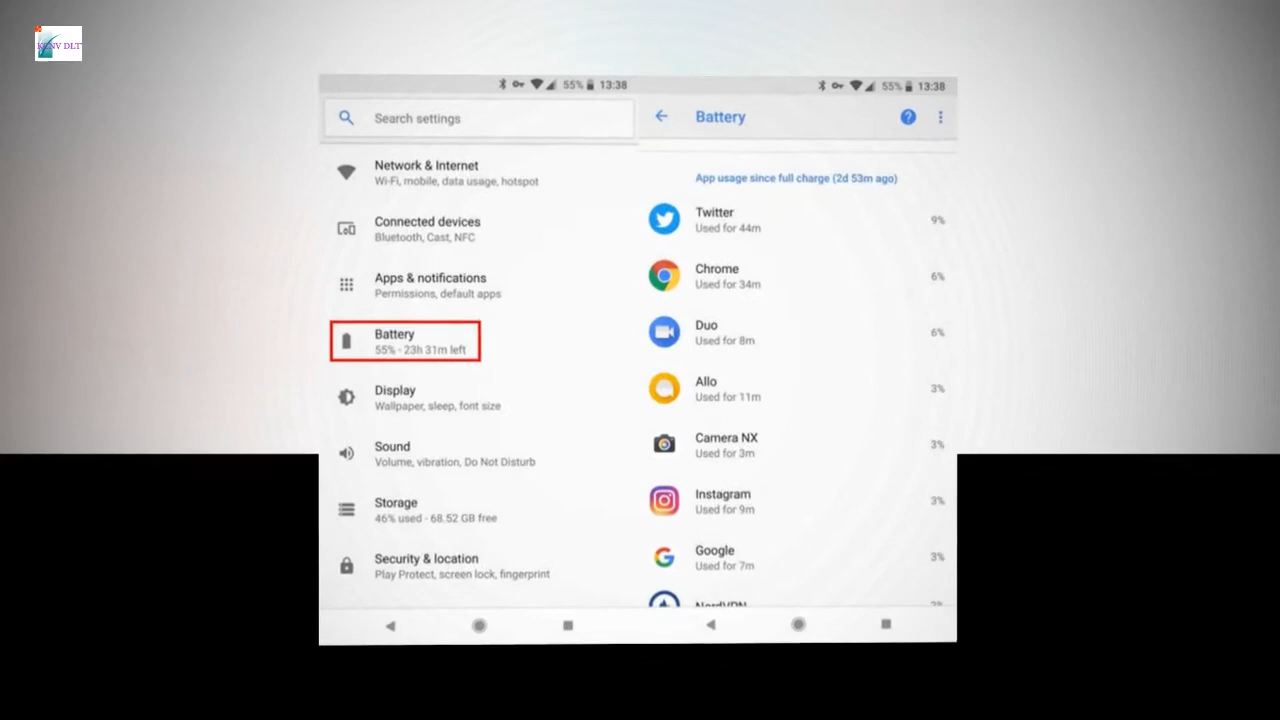 KENV DLT
55% 13:38
Search settings
Network & Internet
Wi-Fi, mobile, data usage, hotspot
Connected devices
Bluetooth, Cast, NFC
Apps & notifications
Permissions, default apps
Battery
55% - 23h 31m left
Display
Wallpaper, sleep, font size
Sound
Volume, vibration, Do Not Disturb
Storage
46% used - 68.52 GB free
Security & location
Play Protect, screen lock, fingerprint
55% 13:38
Battery
App usage since full charge (2d 53m ago)
Twitter
9%
Used for 44m
Chrome
6%
Used for 34m
Duo
6%
Used for 8m
Allo
3%
Used for 11m
Camera NX
3%
Used for 3m
Instagram
3%
Used for 9m
Google
3%
Used for 7m
NordVPN